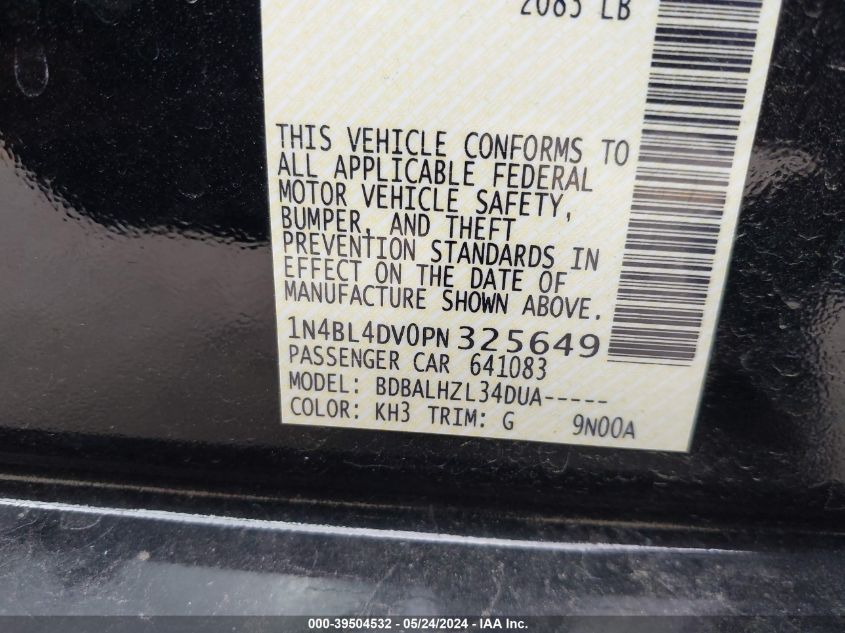 2085 LB
THIS VEHICLE CONFORMS TO
ALL APPLICABLE FEDERAL
MOTOR VEHICLE SAFETY,
BUMPER, AND THEFT
PREVENTION STANDARDS IN
EFFECT ON THE DATE OF
MANUFACTURE SHOWN ABOVE.
1N4BL4DV0PN 325649
PASSENGER CAR 641083
MODEL: BDBALHZL34DUA-----
COLOR: KH3 TRIM: G 9N00A
000-39504532 - 05/24/2024 - IAA Inc.